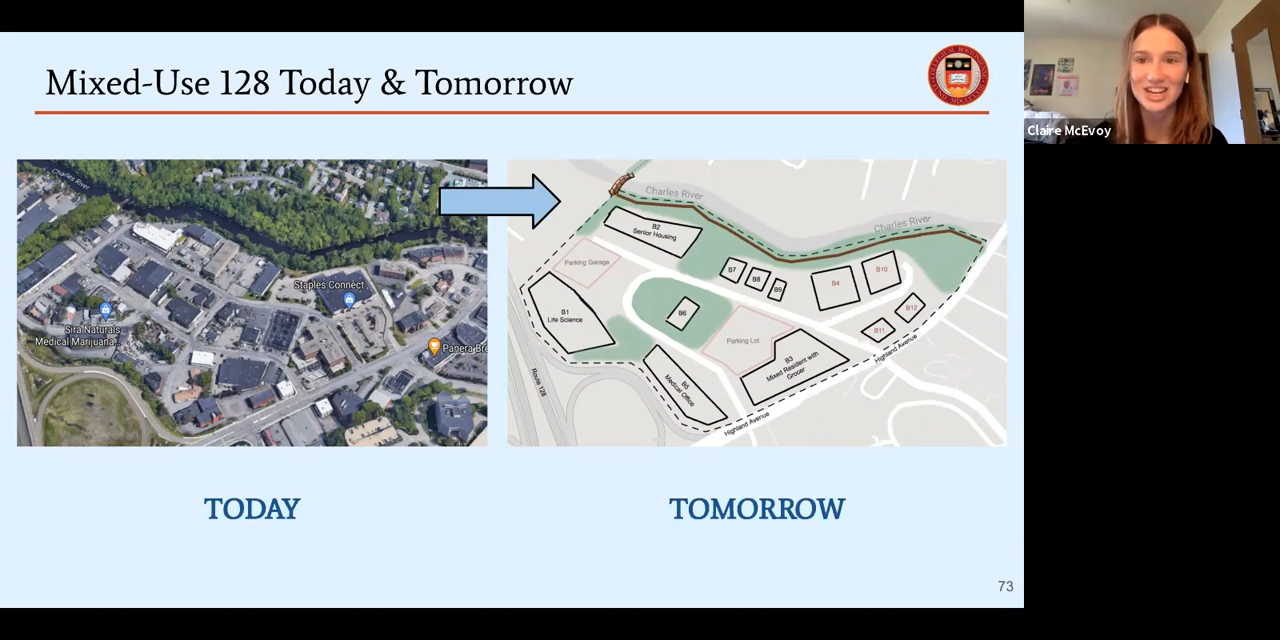 Mixed-Use 128 Today & Tomorrow
Claire McEvoy
Charles River
Staples Connect
Sira Naturals
Medical Marijuana...
Panera Bre
Charles River
Charles River
B2
Senior Housing
Parking Garage
B7
B8
B9
B4
B10
B1
Life Science
B6
B12
B11
Parking Lot
B3
Mixed Resident with
Grocer
Highland Avenue
B5
Medical Office
Route 128
Highland Avenue
TODAY
TOMORROW
73